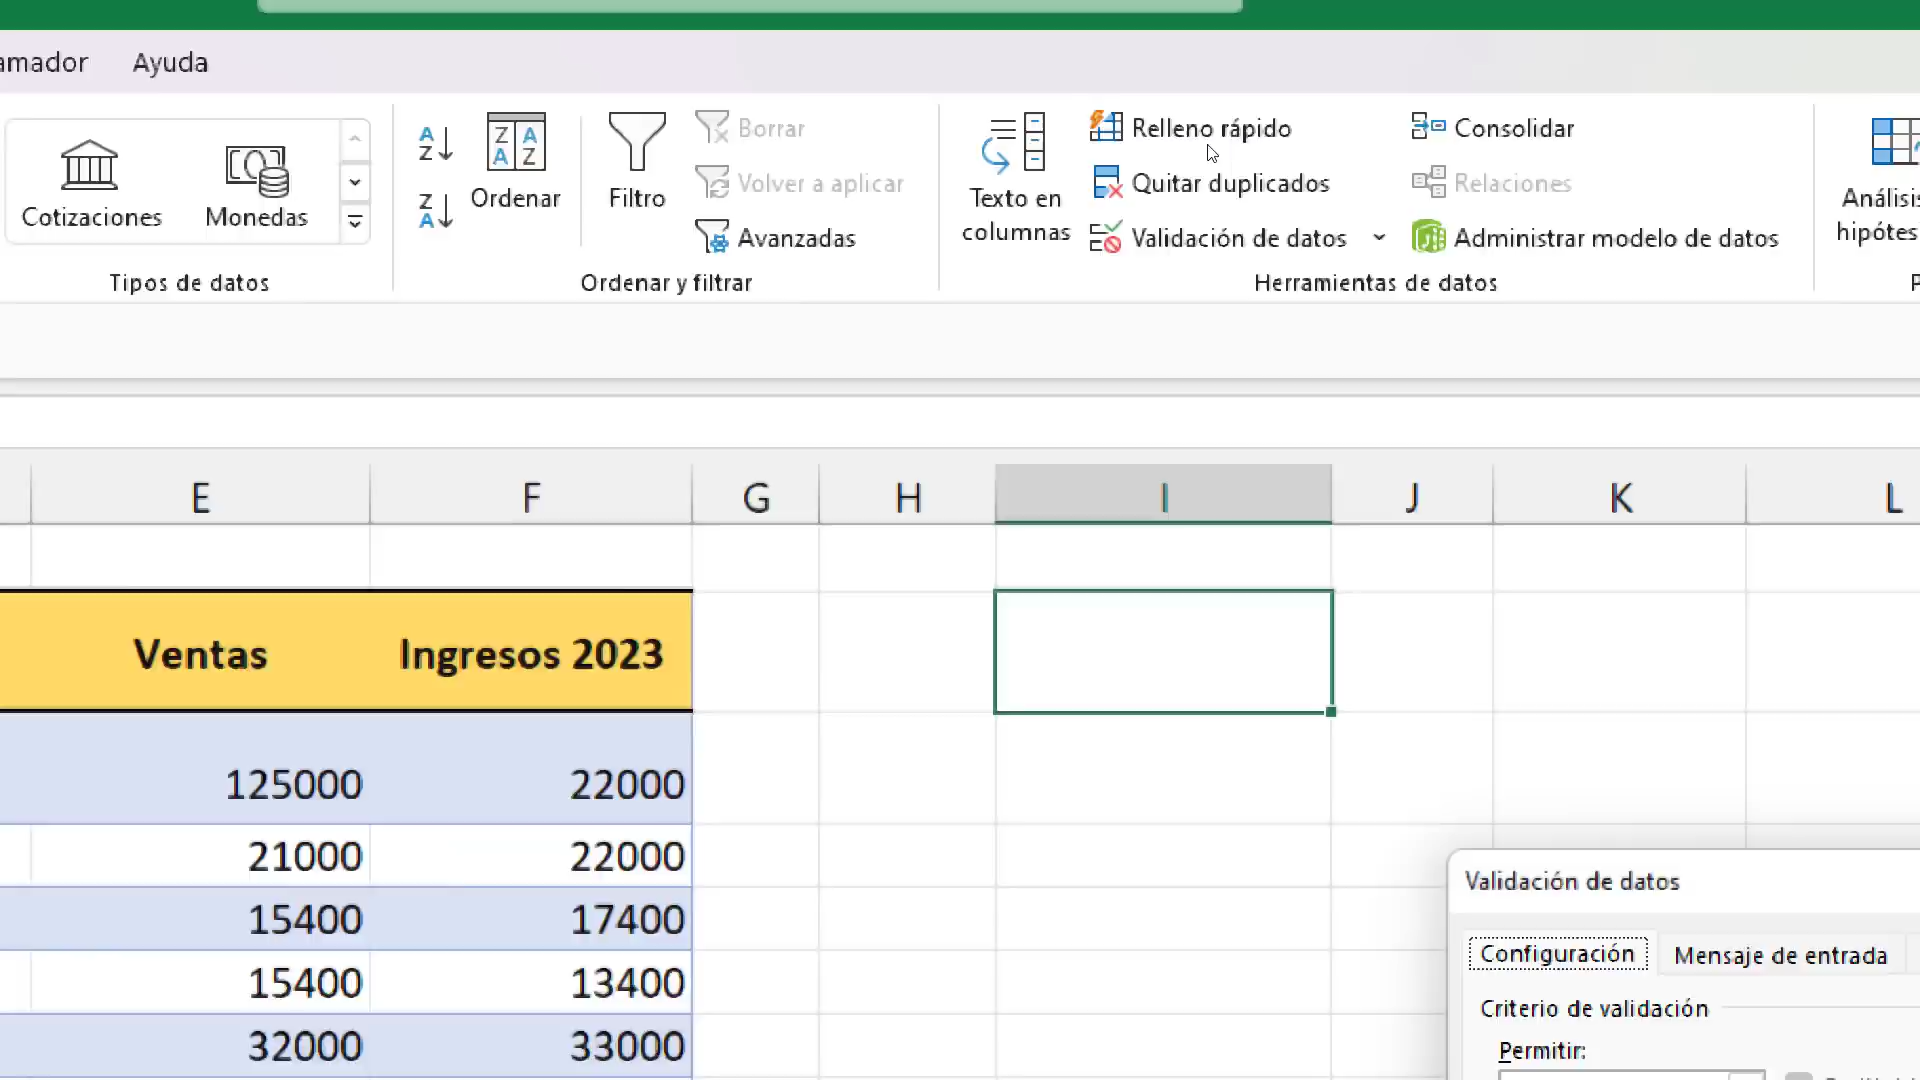 Ayuda
Cotizaciones
Monedas
Tipos de datos
Ordenar
Filtro
Borrar
Volver a aplicar
Avanzadas
Ordenar y filtrar
Texto en
columnas
Relleno rápido
Quitar duplicados
Validación de datos
Consolidar
Relaciones
Administrar modelo de datos
Herramientas de datos
E F G H I J K L
Ventas Ingresos 2023
125000 22000
21000 22000
15400 17400
15400 13400
32000 33000
Validación de datos
Configuración Mensaje de entrada
Criterio de validación
Permitir: